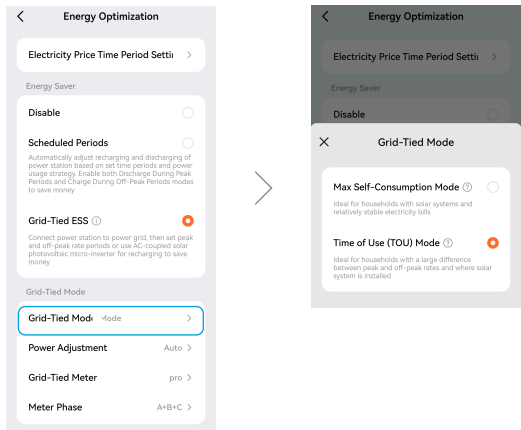 Energy Optimization
Electricity Price Time Period Settin
Energy Saver
Disable
Scheduled Periods
Automatically adjust recharging and discharging of
power station based on set time periods and power
usage strategy. Enable both Discharge During Peak
Periods and Charge During Off-Peak Periods modes
to save money
Grid-Tied ESS
Connect power station to power grid, then set peak
and off-peak rate periods or use AC-coupled solar
photovoltaic micro-inverter for recharging to save
money
Grid-Tied Mode
Grid-Tied Mode Mode
Power Adjustment Auto
Grid-Tied Meter pro
Meter Phase A+B+C
Energy Optimization
Electricity Price Time Period Settin
Energy Saver
Disable
Grid-Tied Mode
Max Self-Consumption Mode ?
Ideal for households with solar systems and
relatively stable electricity bills
Time of Use (TOU) Mode ?
Ideal for households with a large difference
between peak and off-peak rates and where solar
system is installed